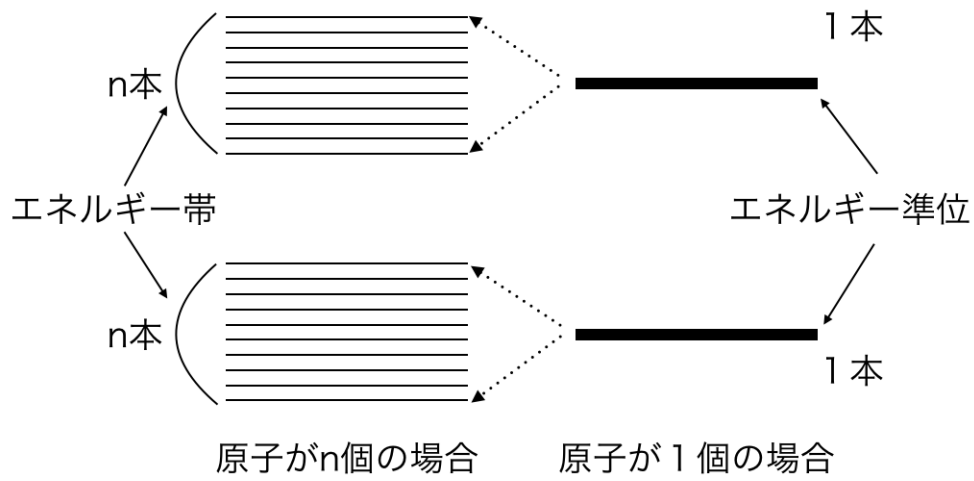 １本
n本
エネルギー帯
エネルギー準位
n本
１本
原子がn個の場合
原子が１個の場合